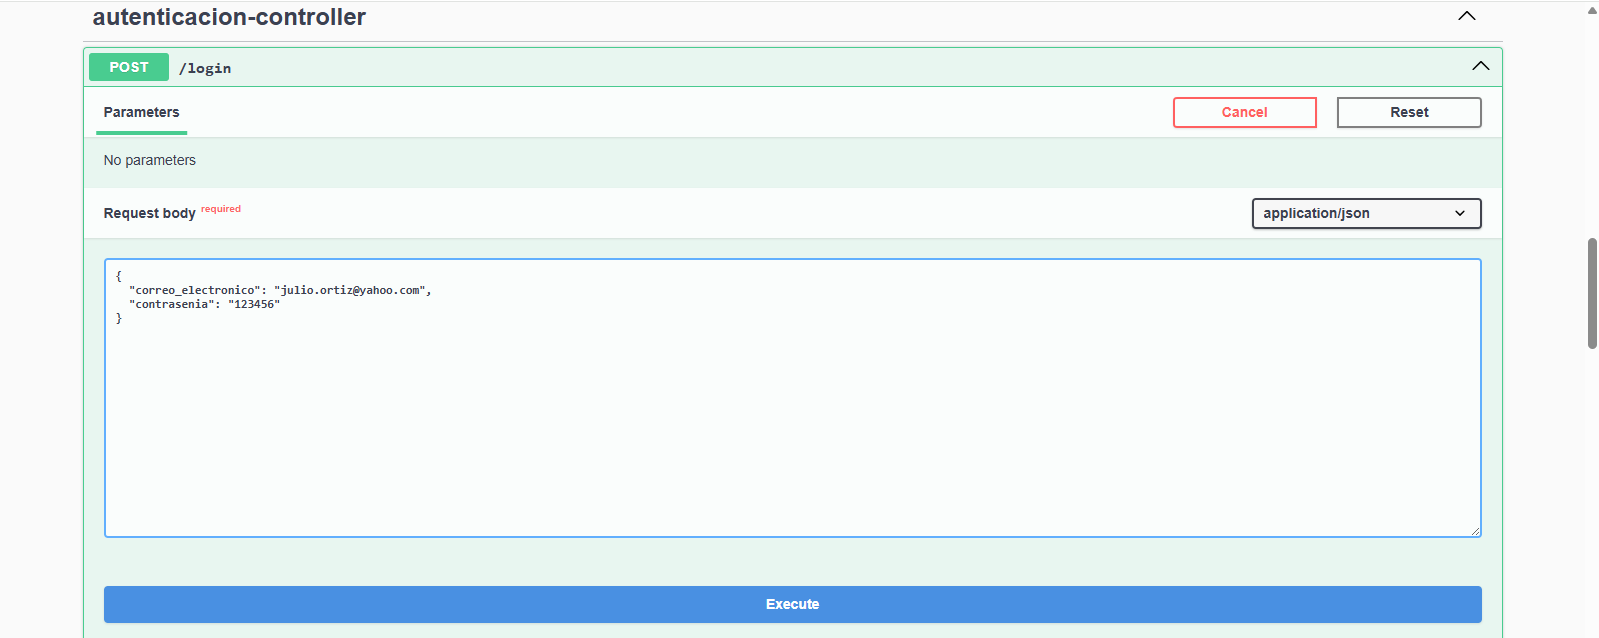 autenticacion-controller
POST /login
Parameters
Cancel
Reset
No parameters
Request body required
application/json
{
  "correo_electronico": "julio.ortiz@yahoo.com",
  "contrasenia": "123456"
}
Execute